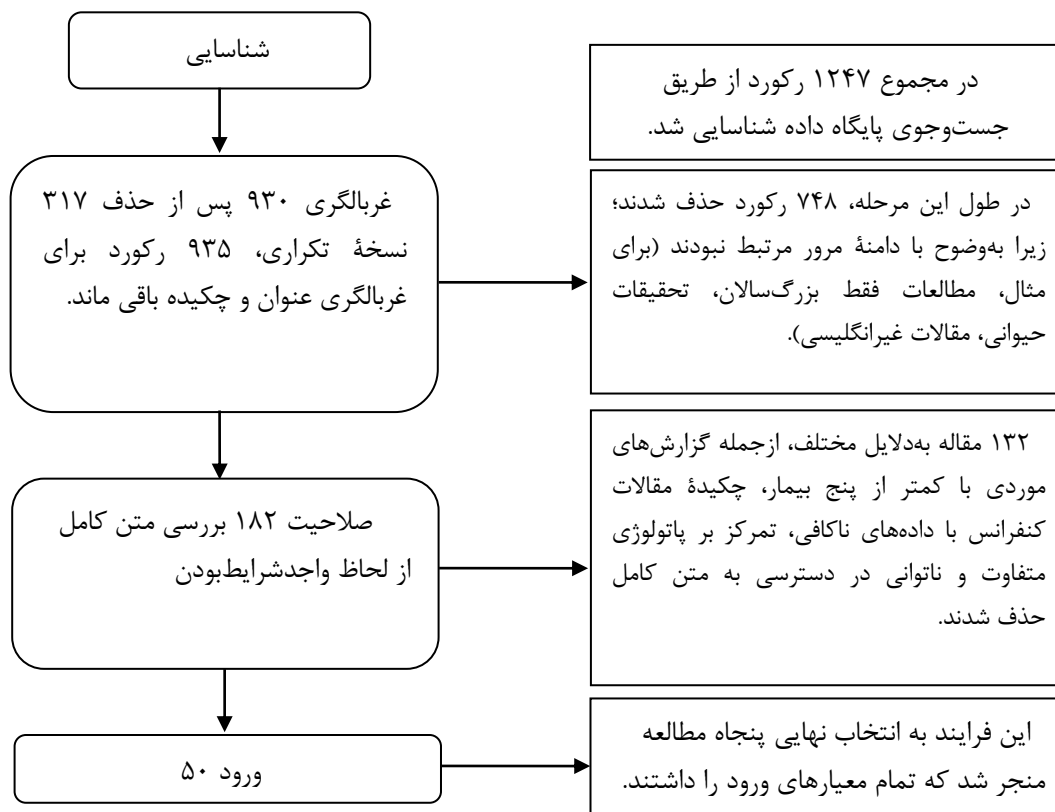 شناسایی
در مجموع ۱۲۴۷ رکورد از طریق
جست‌وجوی پایگاه داده شناسایی شد.
غربالگری ۹۳۰ پس از حذف ۳۱۷
نسخهٔ تکراری، ۹۳۵ رکورد برای
غربالگری عنوان و چکیده باقی ماند.
در طول این مرحله، ۷۴۸ رکورد حذف شدند؛
زیرا به‌وضوح با دامنهٔ مرور مرتبط نبودند (برای
مثال، مطالعات فقط بزرگ‌سالان، تحقیقات
حیوانی، مقالات غیرانگلیسی).
صلاحیت ۱۸۲ بررسی متن کامل
از لحاظ واجدشرایط‌بودن
۱۳۲ مقاله به‌دلایل مختلف، ازجمله گزارش‌های
موردی با کمتر از پنج بیمار، چکیدهٔ مقالات
کنفرانس با داده‌های ناکافی، تمرکز بر پاتولوژی
متفاوت و ناتوانی در دسترسی به متن کامل
حذف شدند.
ورود ۵۰
این فرایند به انتخاب نهایی پنجاه مطالعه
منجر شد که تمام معیارهای ورود را داشتند.